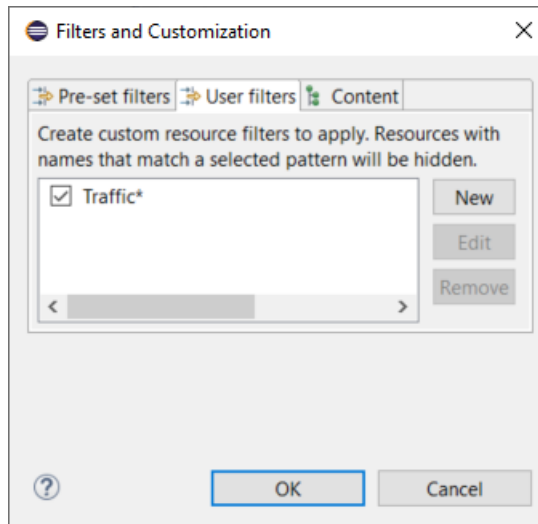 Filters and Customization
Pre-set filters User filters Content
Create custom resource filters to apply. Resources with
names that match a selected pattern will be hidden.
Traffic*
New
Edit
Remove
?
OK Cancel